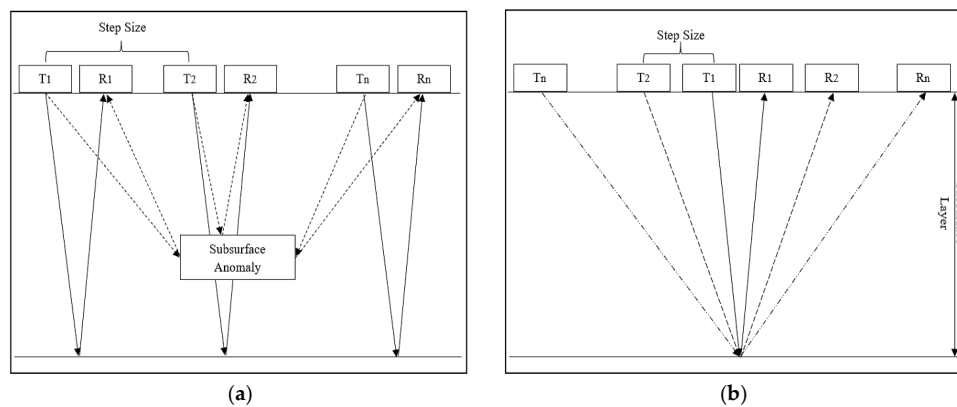 Step Size
T1 R1 T2 R2 Tn Rn
Subsurface
Anomaly
(a)
Step Size
Tn T2 T1 R1 R2 Rn
Layer
(b)